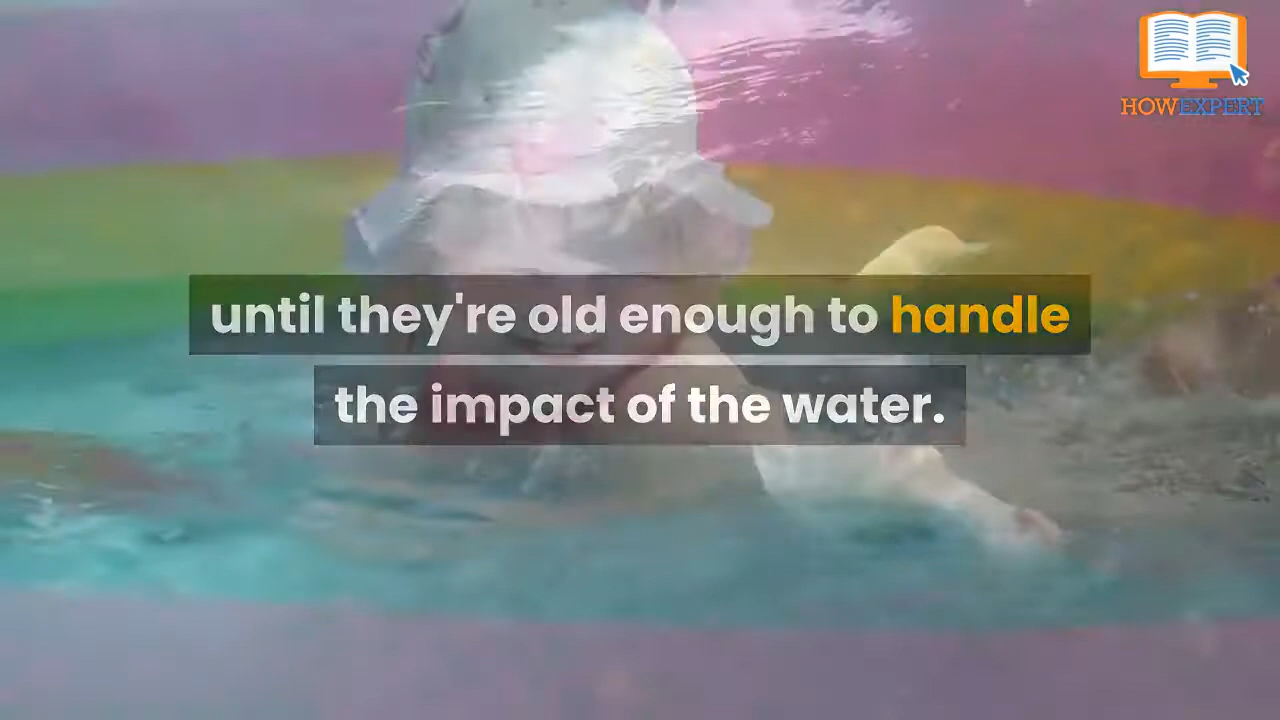 HOWEXPERT
until they're old enough to handle
the impact of the water.